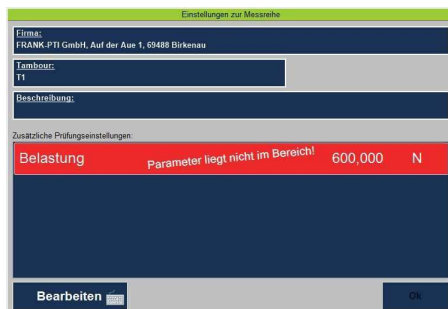 Einstellungen zur Messreihe
Firma:
FRANK-PTI GmbH, Auf der Aue 1, 69488 Birkenau
Tambour:
T1
Beschreibung:
Zusätzliche Prüfungseinstellungen:
Belastung Parameter liegt nicht im Bereich! 600,000 N
Bearbeiten Ok